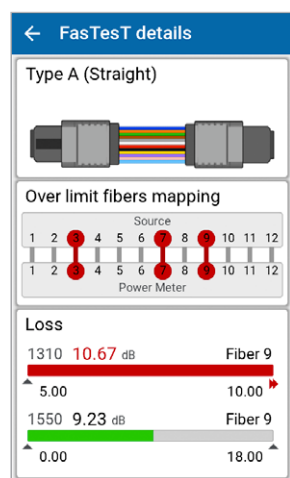 FasTesT details
Type A (Straight)
Over limit fibers mapping
Source
1 2 3 4 5 6 7 8 9 10 11 12
1 2 3 4 5 6 7 8 9 10 11 12
Power Meter
Loss
1310 10.67 dB Fiber 9
5.00 10.00
1550 9.23 dB Fiber 9
0.00 18.00